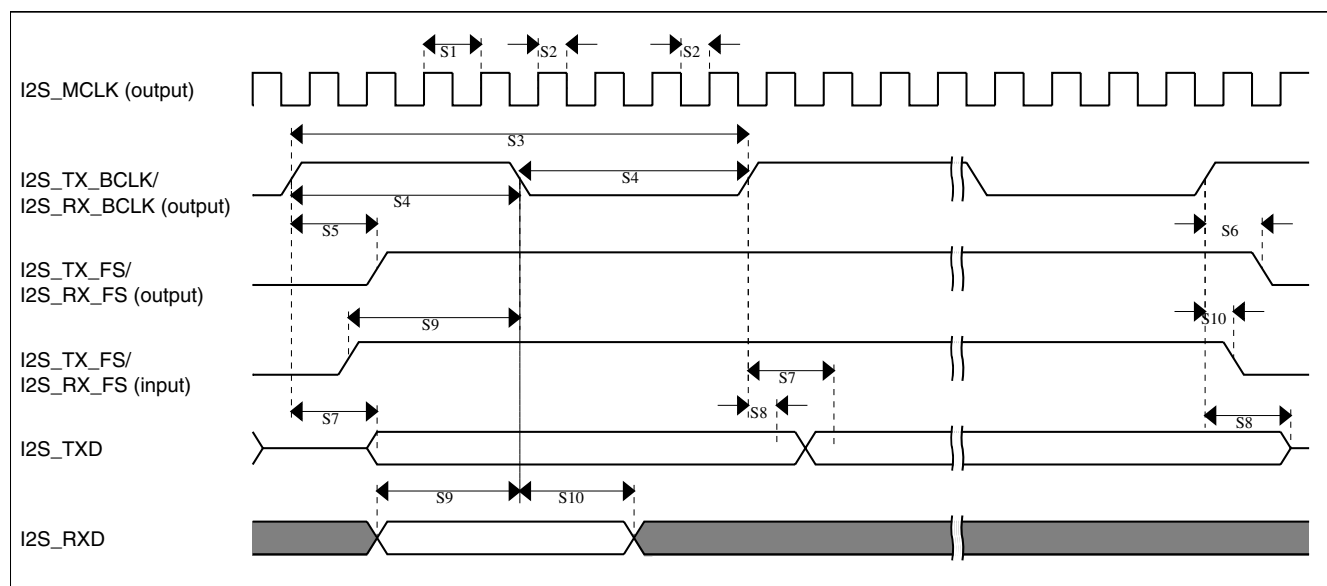 S1
S2
S2
I2S_MCLK (output)
S3
I2S_TX_BCLK/
I2S_RX_BCLK (output)
S4
S4
S5
S6
I2S_TX_FS/
I2S_RX_FS (output)
S9
S10
I2S_TX_FS/
I2S_RX_FS (input)
S7
S7
S8
S8
I2S_TXD
S9
S10
I2S_RXD